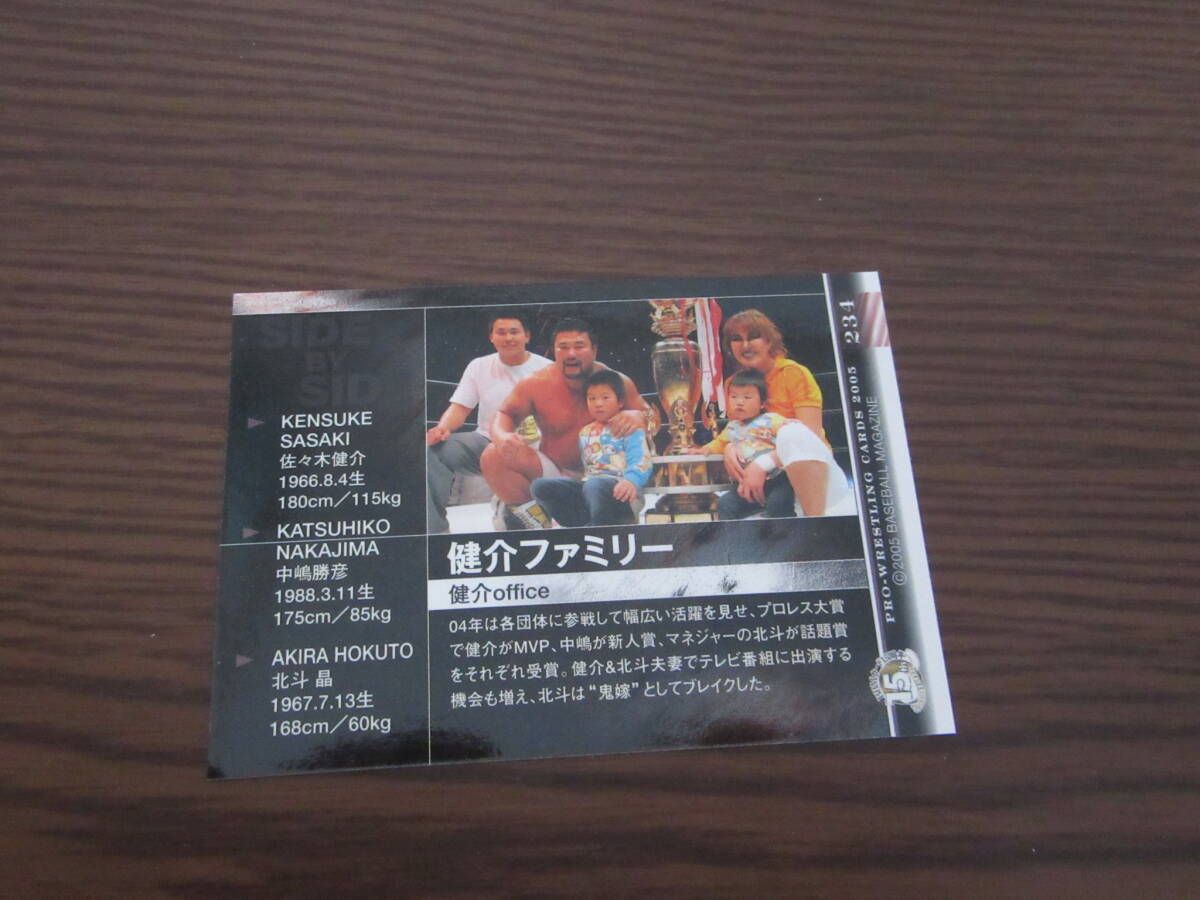 SIDE
BY
SID
KENSUKE
SASAKI
佐々木健介
1966.8.4生
180cm／115kg
KATSUHIKO
NAKAJIMA
中嶋勝彦
1988.3.11生
175cm／85kg
AKIRA HOKUTO
北斗 晶
1967.7.13生
168cm／60kg
健介ファミリー
健介office
04年は各団体に参戦して幅広い活躍を見せ、プロレス大賞
で健介がMVP、中嶋が新人賞、マネジャーの北斗が話題賞
をそれぞれ受賞。健介&北斗夫妻でテレビ番組に出演する
機会も増え、北斗は“鬼嫁”としてブレイクした。
PRO-WRESTLING CARDS 2005 234
©2005 BASEBALL MAGAZINE
15th